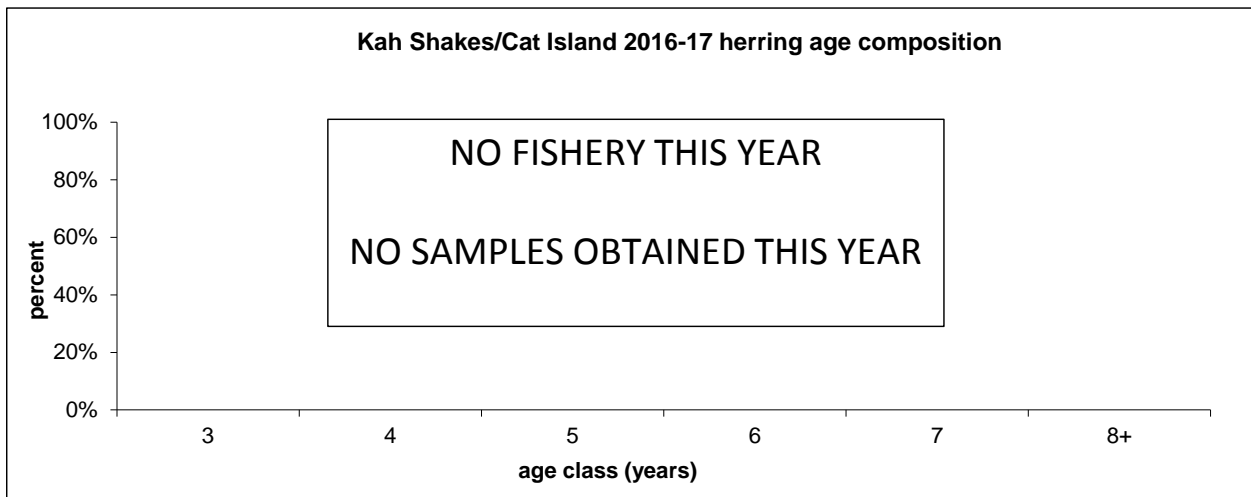 Kah Shakes/Cat Island 2016-17 herring age composition
100%
80%
60%
40%
20%
0%
percent
NO FISHERY THIS YEAR
NO SAMPLES OBTAINED THIS YEAR
3 4 5 6 7 8+
age class (years)